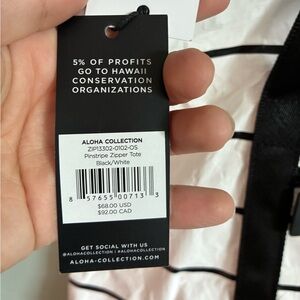 5% OF PROFITS
GO TO HAWAII
CONSERVATION
ORGANIZATIONS
ALOHA COLLECTION
ZIP13302-0102-OS
Pinstripe Zipper Tote
Black/White
8 57655 00713 3
$68.00 USD
$92.00 CAD
GET SOCIAL WITH US
@ALOHACOLLECTION | #ALOHACOLLECTION
ALOHA-COLLECTION.COM